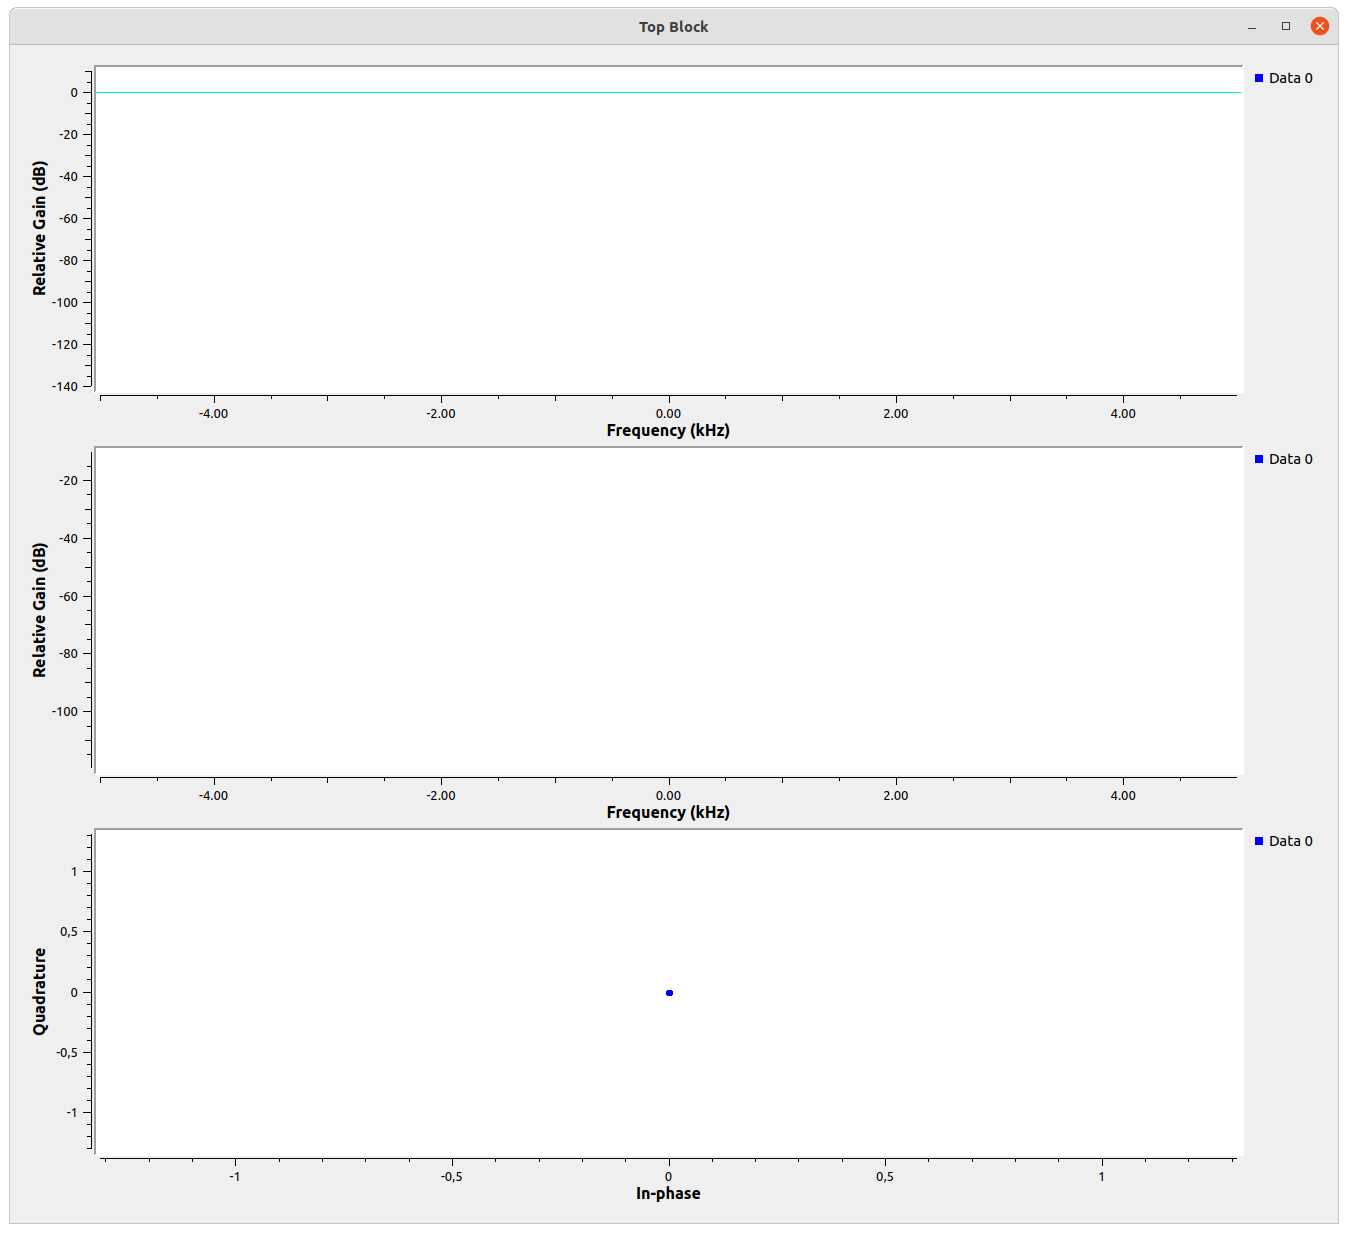 Top Block
Data 0
0
-20
-40
-60
-80
-100
-120
-140
Relative Gain (dB)
-4.00 -2.00 0.00 2.00 4.00
Frequency (kHz)
Data 0
-20
-40
-60
-80
-100
Relative Gain (dB)
-4.00 -2.00 0.00 2.00 4.00
Frequency (kHz)
Data 0
1
0,5
0
-0,5
-1
Quadrature
-1 -0,5 0 0,5 1
In-phase